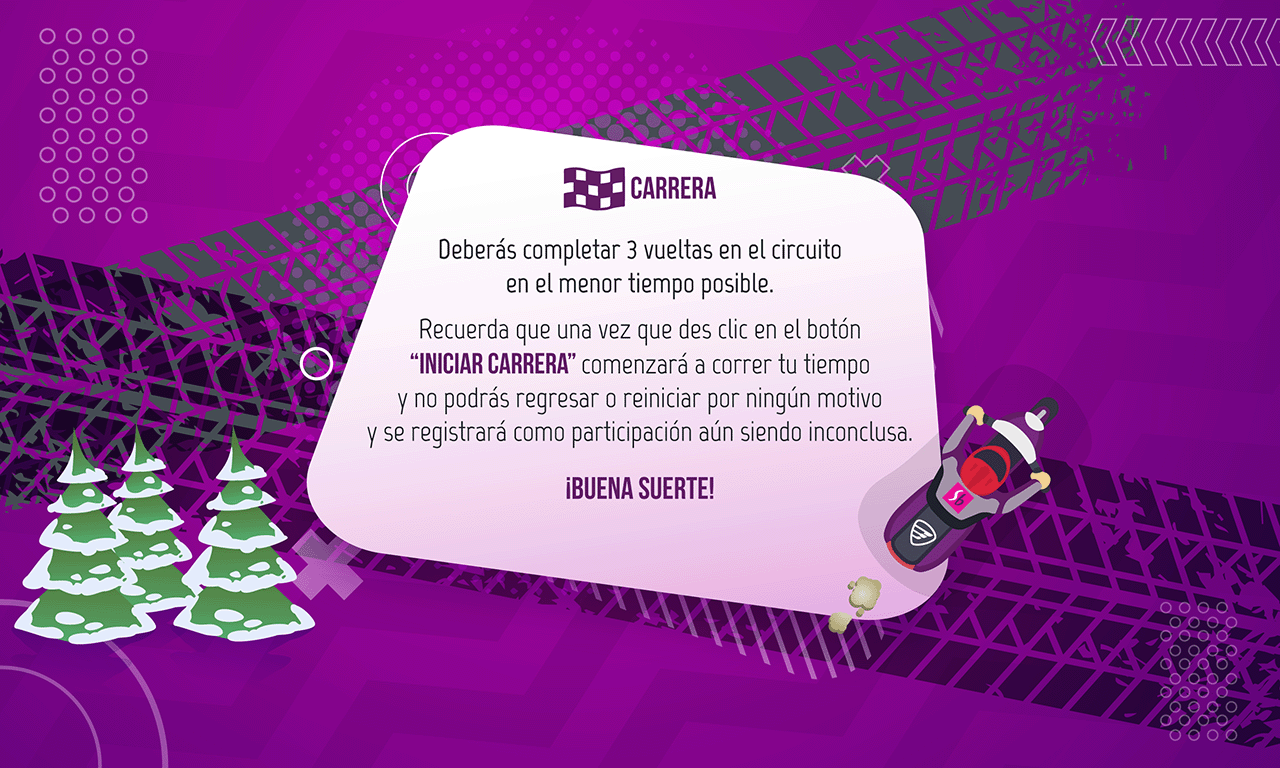 CARRERA
Deberás completar 3 vueltas en el circuito
en el menor tiempo posible.
Recuerda que una vez que des clic en el botón
“INICIAR CARRERA” comenzará a correr tu tiempo
y no podrás regresar o reiniciar por ningún motivo
y se registrará como participación aún siendo inconclusa.
¡BUENA SUERTE!
Sb